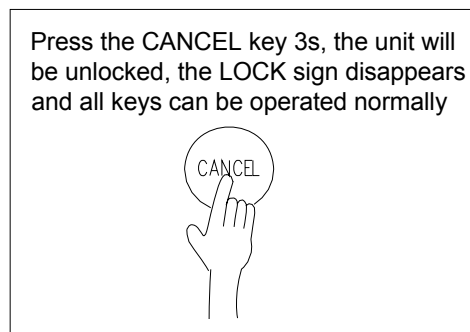 Press the CANCEL key 3s, the unit will
be unlocked, the LOCK sign disappears
and all keys can be operated normally
CANCEL